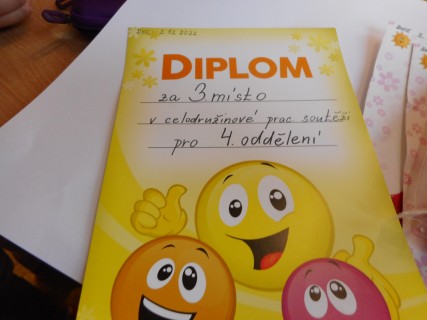 DIPLOM
za 3 místo
v celodružinové prac. soutěži
pro 4. oddělení